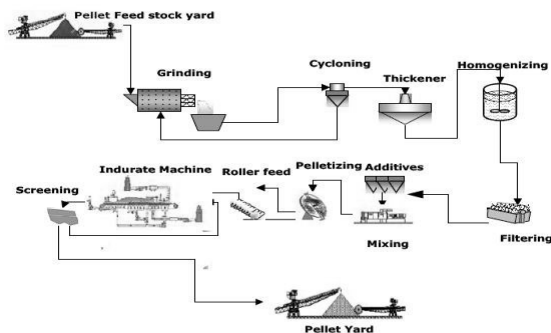 Pellet Feed stock yard
Grinding
Cycloning
Thickener
Homogenizing
Screening
Indurate Machine
Roller feed
Pelletizing
Additives
Mixing
Filtering
Pellet Yard